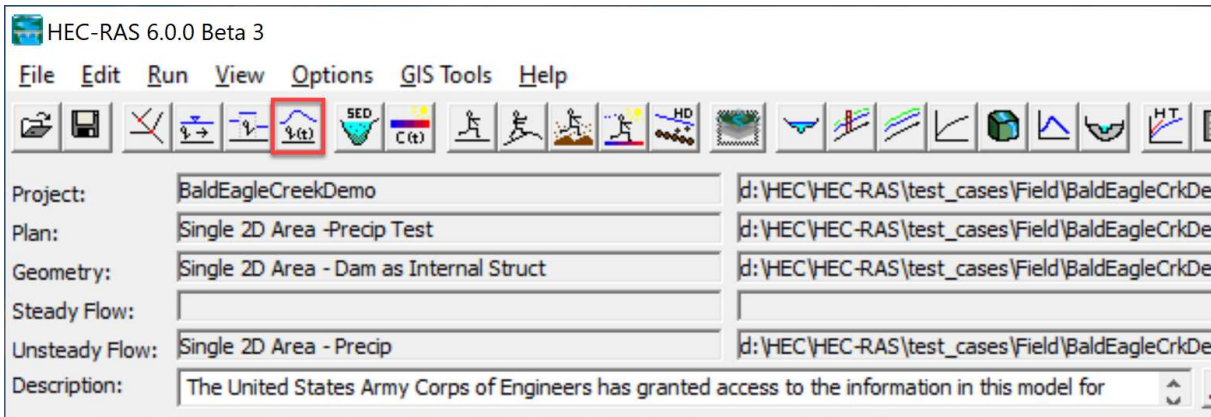 HEC-RAS 6.0.0 Beta 3
File Edit Run View Options GIS Tools Help
SED C(t) HD HT
Project: BaldEagleCreekDemo d:\HEC\HEC-RAS\test_cases\Field\BaldEagleCrkDe
Plan: Single 2D Area -Precip Test d:\HEC\HEC-RAS\test_cases\Field\BaldEagleCrkDe
Geometry: Single 2D Area - Dam as Internal Struct d:\HEC\HEC-RAS\test_cases\Field\BaldEagleCrkDe
Steady Flow:
Unsteady Flow: Single 2D Area - Precip d:\HEC\HEC-RAS\test_cases\Field\BaldEagleCrkDe
Description: The United States Army Corps of Engineers has granted access to the information in this model for